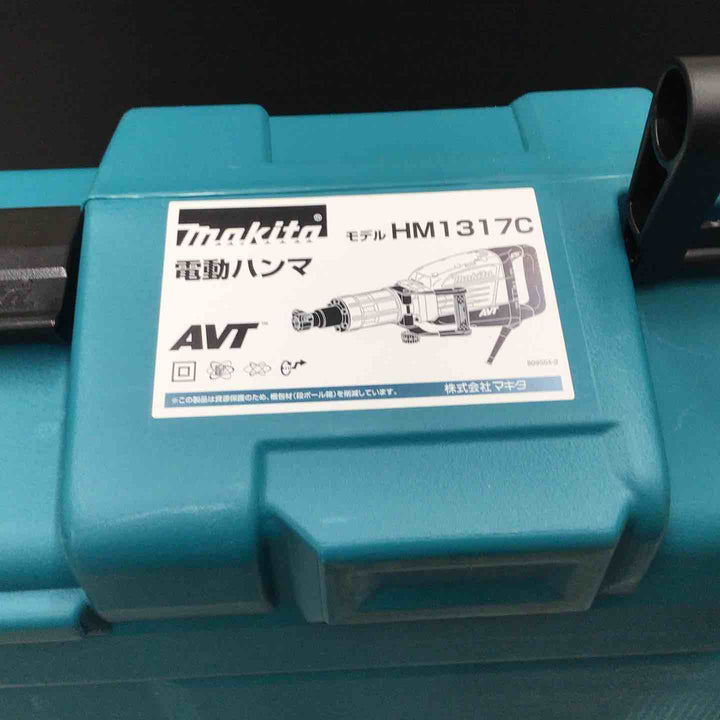 makita® モデル HM1317C
電動ハンマ
makita
AVT
AVT™
※この製品は資源保護のため、梱包材(段ボール箱)を削減しています。 株式会社マキタ